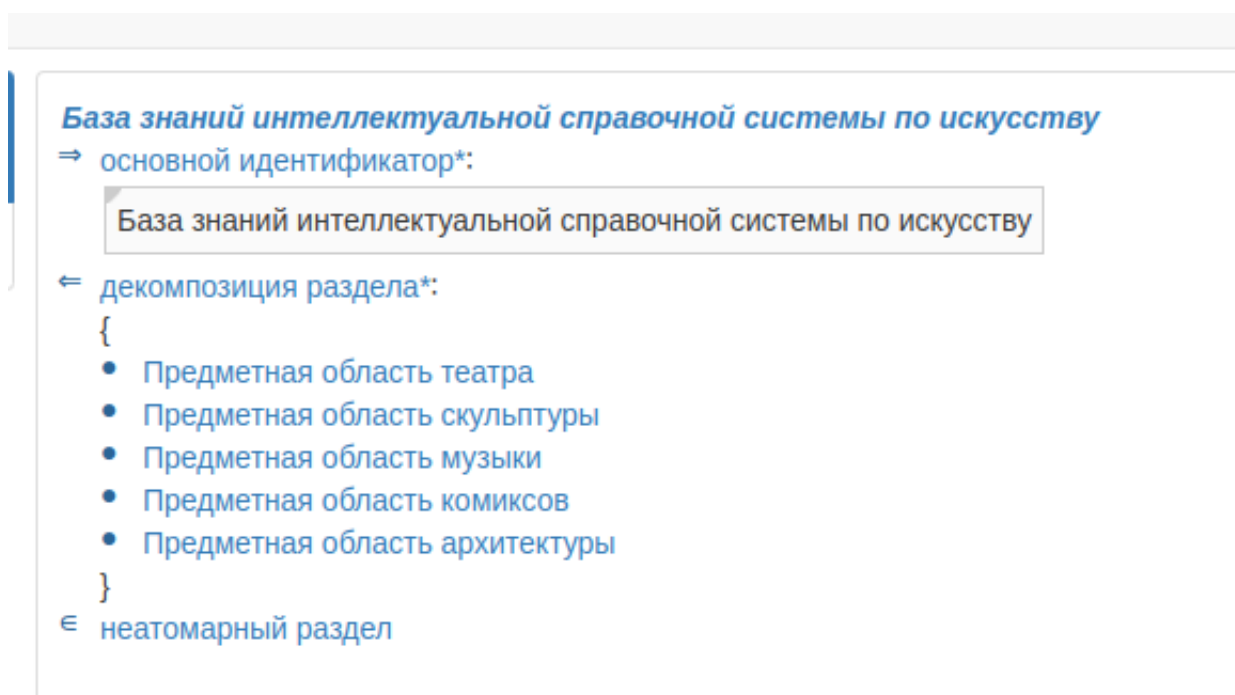 База знаний интеллектуальной справочной системы по искусству
⇒ основной идентификатор*:
База знаний интеллектуальной справочной системы по искусству
⇐ декомпозиция раздела*:
{
• Предметная область театра
• Предметная область скульптуры
• Предметная область музыки
• Предметная область комиксов
• Предметная область архитектуры
}
∈ неатомарный раздел